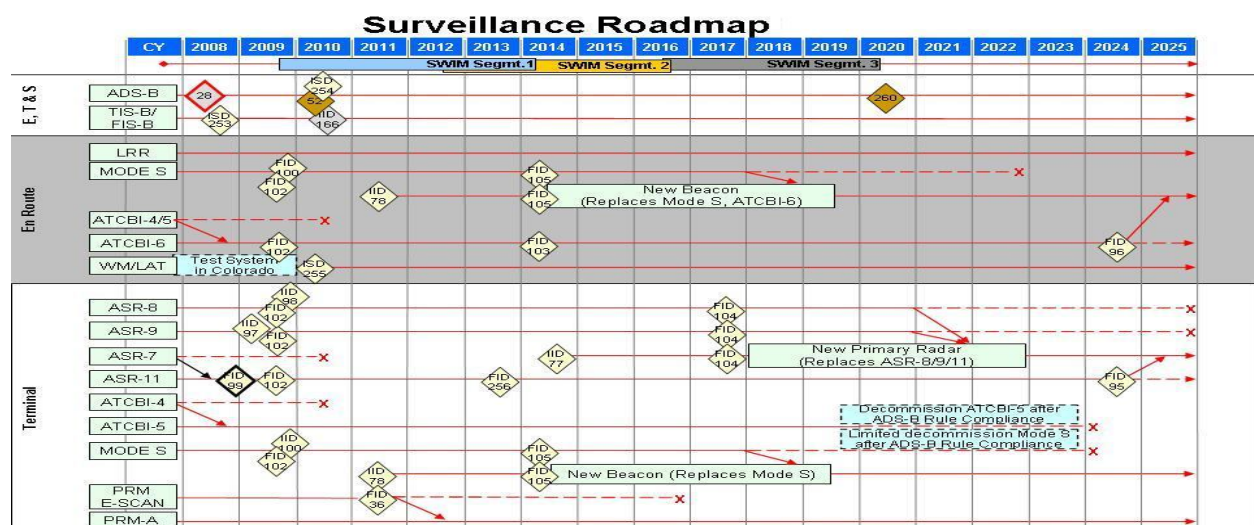 Surveillance Roadmap
CY 2008 2009 2010 2011 2012 2013 2014 2015 2016 2017 2018 2019 2020 2021 2022 2023 2024 2025
SWIM Segmt. 1 SWIM Segmt. 2 SWIM Segmt. 3
E, T & S
ADS-B 28 52 ISD 254 260
TIS-B/
FIS-B
ISD 253 IID 166
En Route
LRR
MODE S FID 100 FID 105 x
FID 102 IID 78 FID 105
New Beacon
(Replaces Mode S, ATCBI-6)
ATCBI-4/5 x
ATCBI-6 FID 102 FID 103 FID 96
WM/LAT
Test System
in Colorado
ISD 255
Terminal
IID 98
ASR-8 FID 102 FID 104 x
ASR-9 IID 97 FID 102 FID 104 x
ASR-7 x IID 77 FID 104
New Primary Radar
(Replaces ASR-8/9/11)
ASR-11 FID 99 FID 102 FID 256 FID 95
ATCBI-4 x
ATCBI-5 x
Decommission ATCBI-5 after
ADS-B Rule Compliance
Limited decommission Mode S
after ADS-B Rule Compliance
MODE S FID 100 FID 102 FID 105 x
IID 78 FID 105 New Beacon (Replaces Mode S)
PRM
E-SCAN
FID 36 x
PRM-A